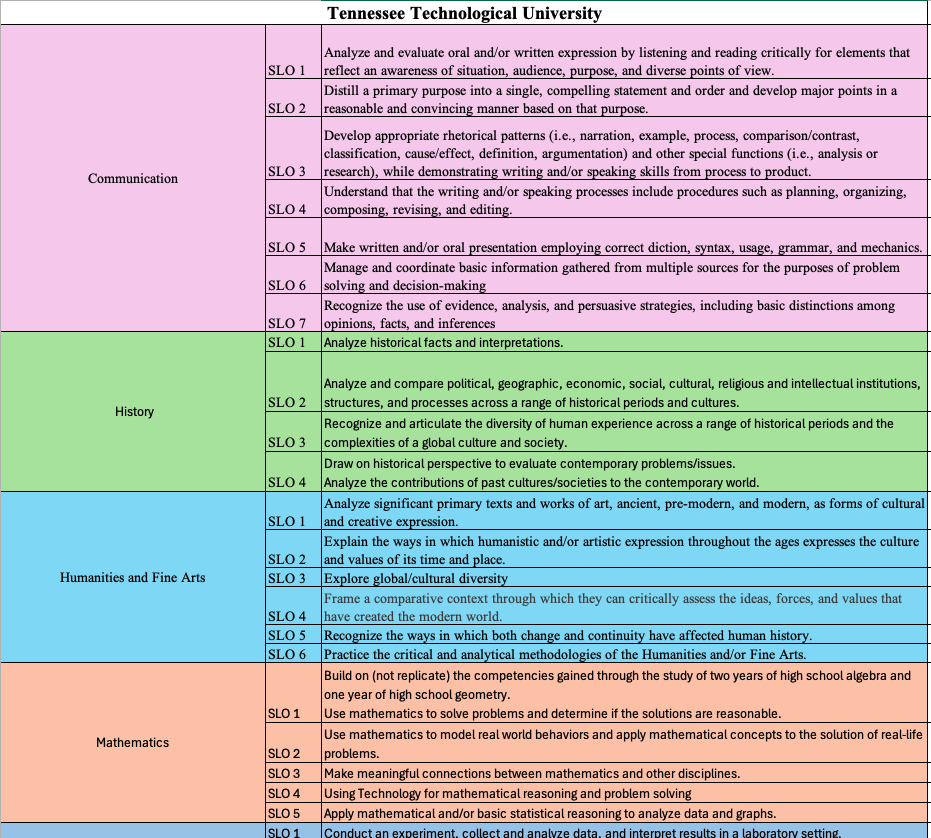 Tennessee Technological University
Communication
SLO 1
Analyze and evaluate oral and/or written expression by listening and reading critically for elements that
reflect an awareness of situation, audience, purpose, and diverse points of view.
SLO 2
Distill a primary purpose into a single, compelling statement and order and develop major points in a
reasonable and convincing manner based on that purpose.
SLO 3
Develop appropriate rhetorical patterns (i.e., narration, example, process, comparison/contrast,
classification, cause/effect, definition, argumentation) and other special functions (i.e., analysis or
research), while demonstrating writing and/or speaking skills from process to product.
SLO 4
Understand that the writing and/or speaking processes include procedures such as planning, organizing,
composing, revising, and editing.
SLO 5
Make written and/or oral presentation employing correct diction, syntax, usage, grammar, and mechanics.
SLO 6
Manage and coordinate basic information gathered from multiple sources for the purposes of problem
solving and decision-making
SLO 7
Recognize the use of evidence, analysis, and persuasive strategies, including basic distinctions among
opinions, facts, and inferences
History
SLO 1
Analyze historical facts and interpretations.
SLO 2
Analyze and compare political, geographic, economic, social, cultural, religious and intellectual institutions,
structures, and processes across a range of historical periods and cultures.
SLO 3
Recognize and articulate the diversity of human experience across a range of historical periods and the
complexities of a global culture and society.
SLO 4
Draw on historical perspective to evaluate contemporary problems/issues.
Analyze the contributions of past cultures/societies to the contemporary world.
Humanities and Fine Arts
SLO 1
Analyze significant primary texts and works of art, ancient, pre-modern, and modern, as forms of cultural
and creative expression.
SLO 2
Explain the ways in which humanistic and/or artistic expression throughout the ages expresses the culture
and values of its time and place.
SLO 3
Explore global/cultural diversity
SLO 4
Frame a comparative context through which they can critically assess the ideas, forces, and values that
have created the modern world.
SLO 5
Recognize the ways in which both change and continuity have affected human history.
SLO 6
Practice the critical and analytical methodologies of the Humanities and/or Fine Arts.
Mathematics
SLO 1
Build on (not replicate) the competencies gained through the study of two years of high school algebra and
one year of high school geometry.
Use mathematics to solve problems and determine if the solutions are reasonable.
SLO 2
Use mathematics to model real world behaviors and apply mathematical concepts to the solution of real-life
problems.
SLO 3
Make meaningful connections between mathematics and other disciplines.
SLO 4
Using Technology for mathematical reasoning and problem solving
SLO 5
Apply mathematical and/or basic statistical reasoning to analyze data and graphs.
SLO 1
Conduct an experiment, collect and analyze data, and interpret results in a laboratory setting.